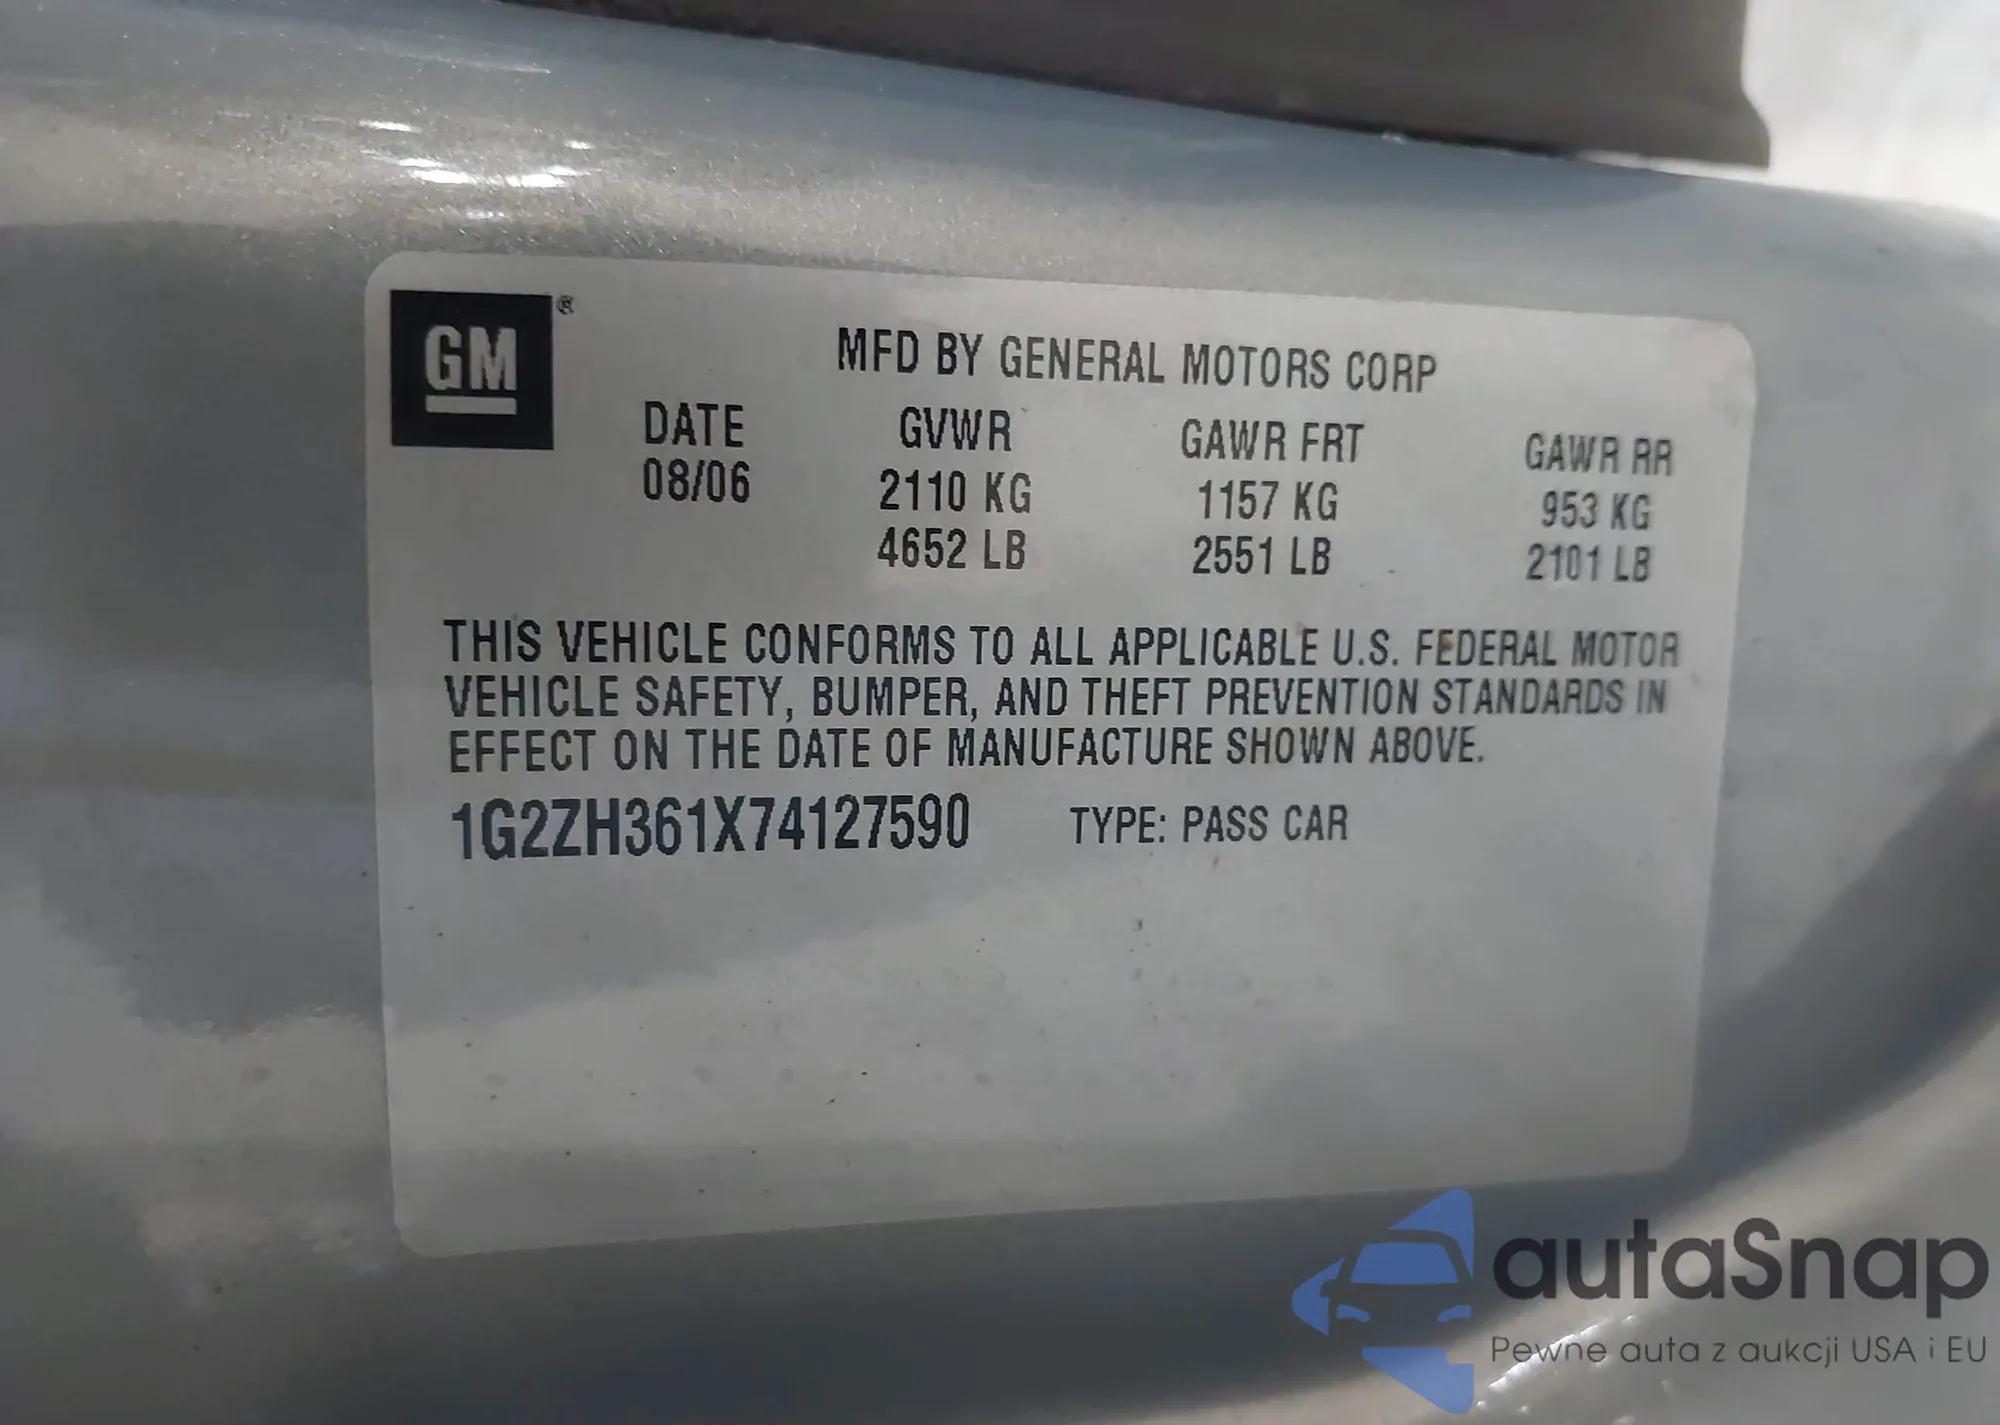 GM ®
MFD BY GENERAL MOTORS CORP
DATE GVWR GAWR FRT GAWR RR
08/06 2110 KG 1157 KG 953 KG
4652 LB 2551 LB 2101 LB
THIS VEHICLE CONFORMS TO ALL APPLICABLE U.S. FEDERAL MOTOR
VEHICLE SAFETY, BUMPER, AND THEFT PREVENTION STANDARDS IN
EFFECT ON THE DATE OF MANUFACTURE SHOWN ABOVE.
1G2ZH361X74127590 TYPE: PASS CAR
autaSnap
Pewne auta z aukcji USA i EU